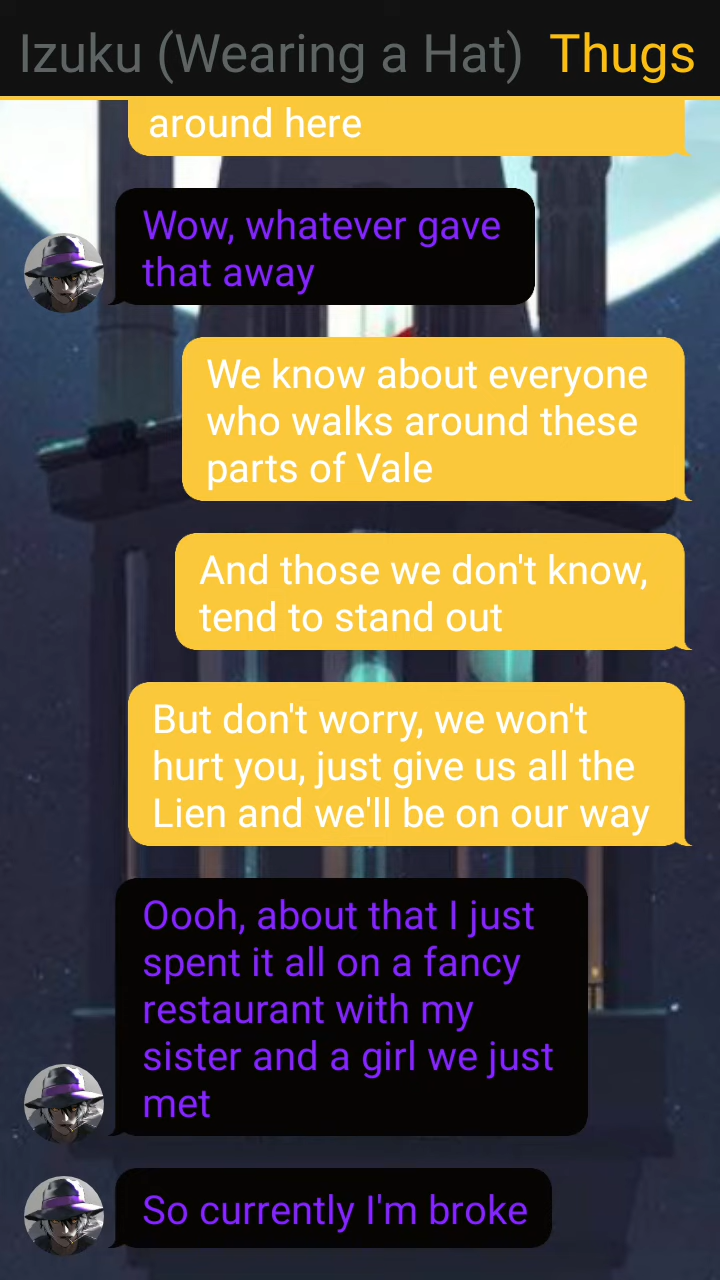 Izuku (Wearing a Hat) Thugs
around here
Wow, whatever gave
that away
We know about everyone
who walks around these
parts of Vale
And those we don't know,
tend to stand out
But don't worry, we won't
hurt you, just give us all the
Lien and we'll be on our way
Oooh, about that I just
spent it all on a fancy
restaurant with my
sister and a girl we just
met
So currently I'm broke